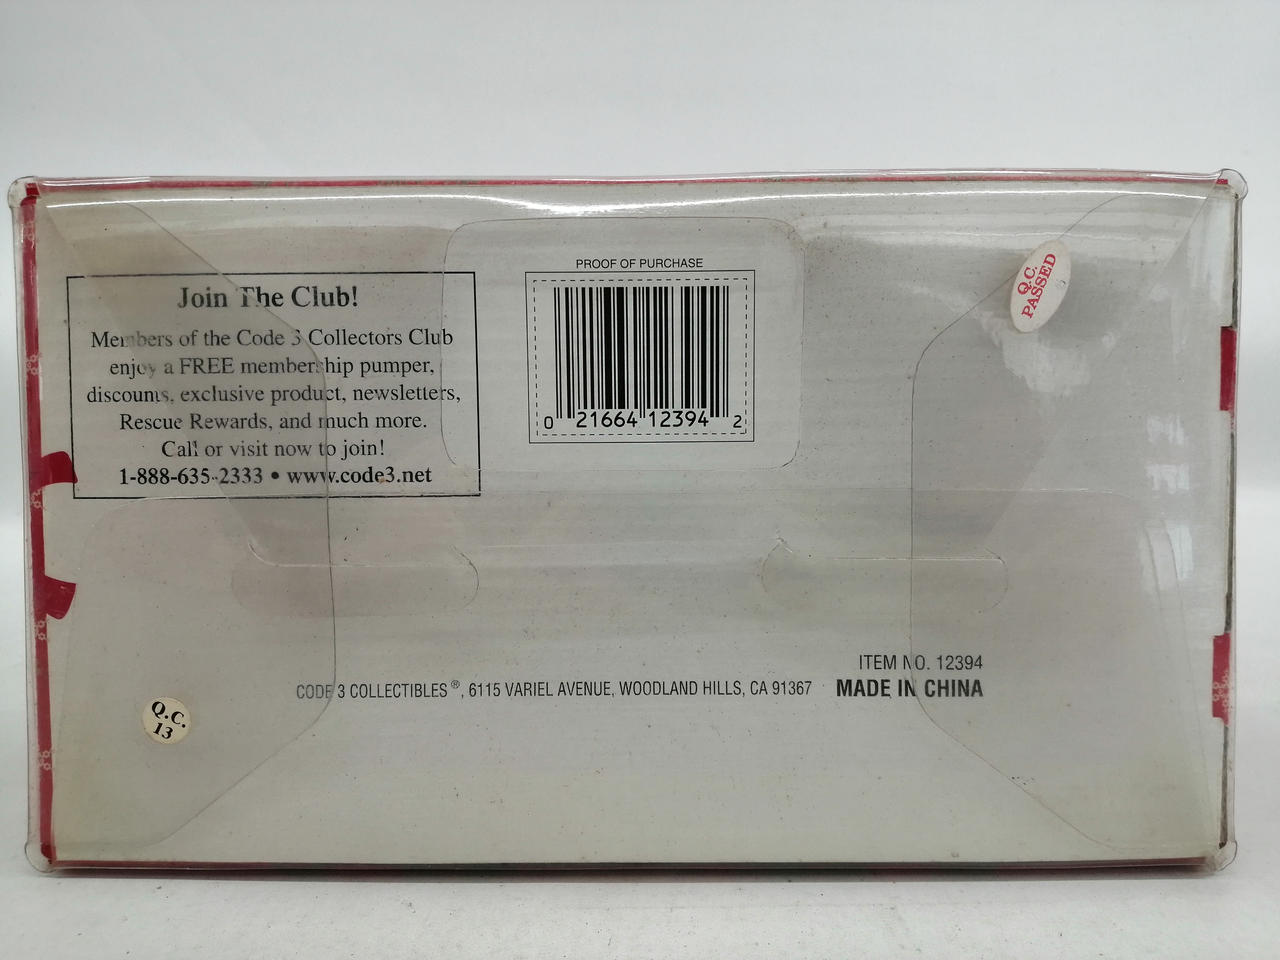 Join The Club!
Members of the Code 3 Collectors Club
enjoy a FREE membership pumper,
discounts, exclusive product, newsletters,
Rescue Rewards, and much more.
Call or visit now to join!
1-888-635-2333 • www.code3.net
PROOF OF PURCHASE
0 21664 12394 2
Q.C.
PASSED
ITEM NO. 12394
CODE 3 COLLECTIBLES®, 6115 VARIEL AVENUE, WOODLAND HILLS, CA 91367 MADE IN CHINA
Q.C.
13